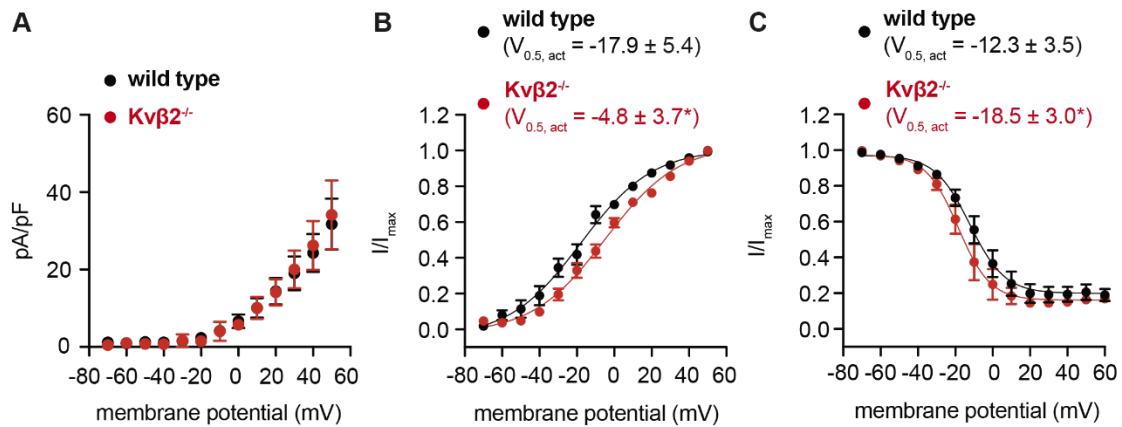 A
wild type
Kvβ2-/-
60
40
20
0
pA/pF
-80 -60 -40 -20 0 20 40 60
membrane potential (mV)
B
wild type
(V0.5, act = -17.9 ± 5.4)
Kvβ2-/-
(V0.5, act = -4.8 ± 3.7*)
1.0
0.8
0.6
0.4
0.2
0.0
I/Imax
-80 -60 -40 -20 0 20 40 60
membrane potential (mV)
C
wild type
(V0.5, act = -12.3 ± 3.5)
Kvβ2-/-
(V0.5, act = -18.5 ± 3.0*)
1.0
0.8
0.6
0.4
0.2
0.0
I/Imax
-80 -60 -40 -20 0 20 40 60
membrane potential (mV)